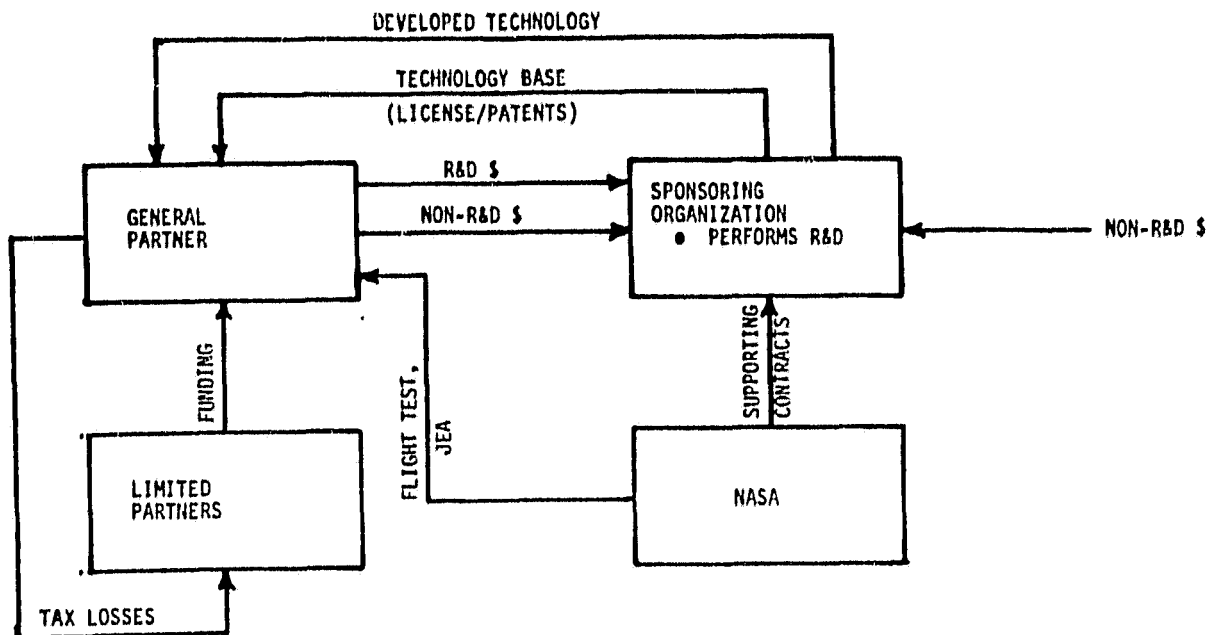 DEVELOPED TECHNOLOGY
TECHNOLOGY BASE
(LICENSE/PATENTS)
GENERAL
PARTNER
R&D $
NON-R&D $
SPONSORING
ORGANIZATION
• PERFORMS R&D
NON-R&D $
FUNDING
FLIGHT TEST,
JEA
SUPPORTING
CONTRACTS
LIMITED
PARTNERS
NASA
TAX LOSSES